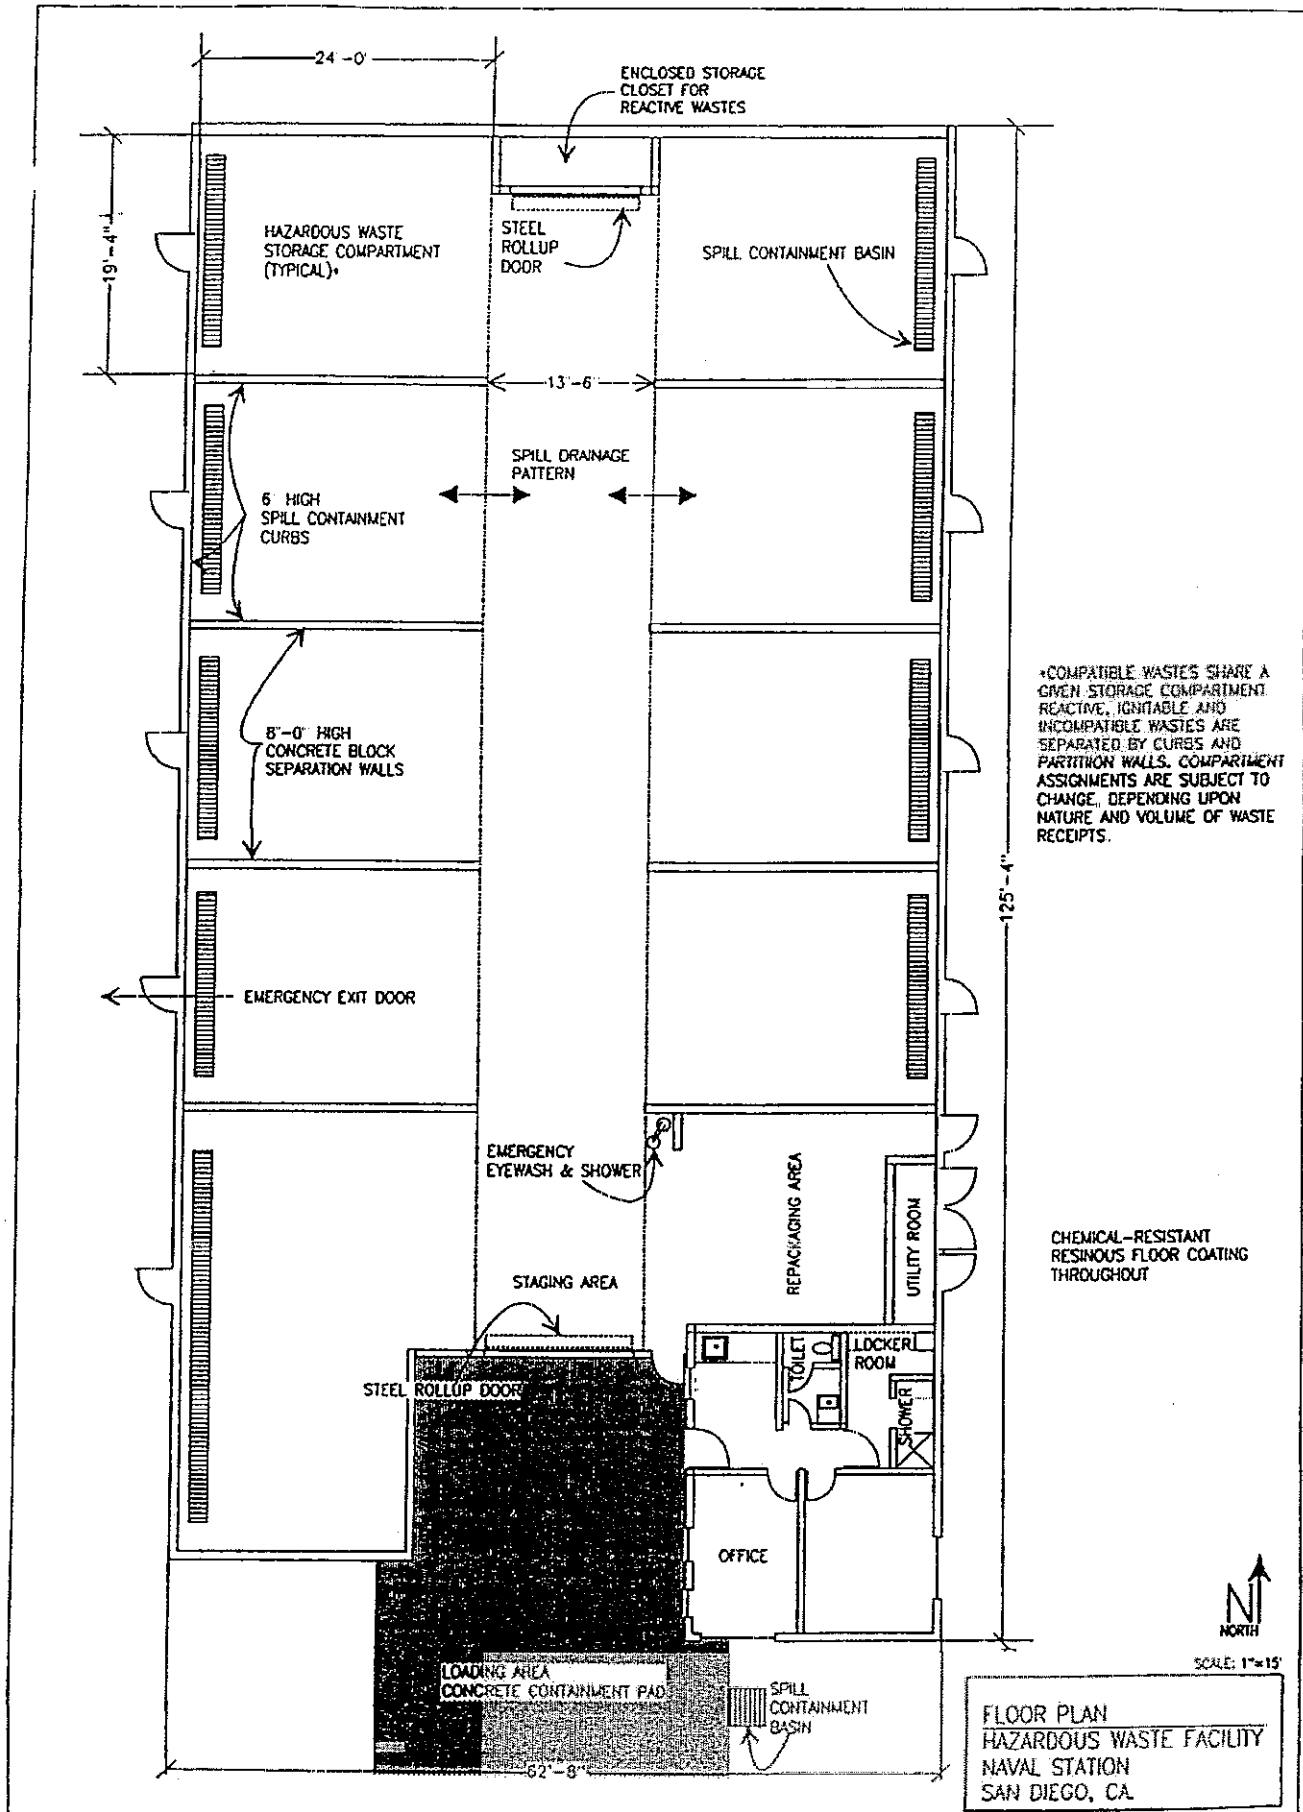 24'-0"
ENCLOSED STORAGE
CLOSET FOR
REACTIVE WASTES
HAZARDOUS WASTE
STORAGE COMPARTMENT
(TYPICAL)*
STEEL
ROLLUP
DOOR
SPILL CONTAINMENT BASIN
19'-4"
13'-6
SPILL DRAINAGE
PATTERN
6 HIGH
SPILL CONTAINMENT
CURBS
*COMPATIBLE WASTES SHARE A
GIVEN STORAGE COMPARTMENT
REACTIVE, IGNITABLE AND
INCOMPATIBLE WASTES ARE
SEPARATED BY CURBS AND
PARTITION WALLS. COMPARTMENT
ASSIGNMENTS ARE SUBJECT TO
CHANGE, DEPENDING UPON
NATURE AND VOLUME OF WASTE
RECEIPTS.
8'-0" HIGH
CONCRETE BLOCK
SEPARATION WALLS
125'-4"
EMERGENCY EXIT DOOR
EMERGENCY
EYEWASH & SHOWER
REPACKAGING AREA
UTILITY ROOM
CHEMICAL-RESISTANT
RESINOUS FLOOR COATING
THROUGHOUT
STAGING AREA
STEEL ROLLUP DOOR
TOILET
LOCKER
ROOM
SHOWER
OFFICE
LOADING AREA
CONCRETE CONTAINMENT PAD
SPILL
CONTAINMENT
BASIN
62'-8"
N
NORTH
SCALE: 1"=15'
FLOOR PLAN
HAZARDOUS WASTE FACILITY
NAVAL STATION
SAN DIEGO, CA.